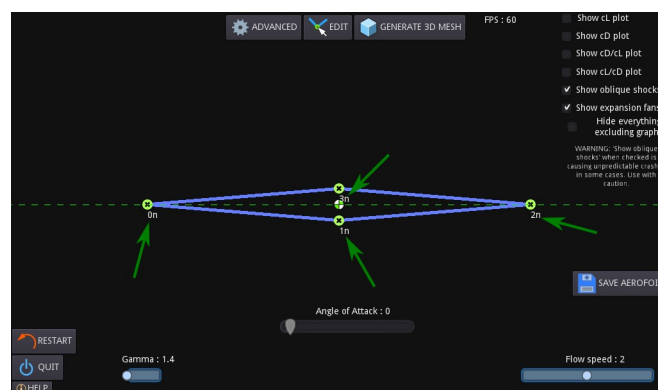 ADVANCED
EDIT
GENERATE 3D MESH
FPS : 60
Show cL plot
Show cD plot
Show cD/cL plot
Show cL/cD plot
Show oblique shocks
Show expansion fans
Hide everything
excluding graph
WARNING: 'Show oblique
shocks' when checked is
causing unpredictable crash
in some cases. Use with
caution.
3n
0n
2n
1n
SAVE AEROFOI
Angle of Attack : 0
RESTART
QUIT
HELP
Gamma : 1.4
Flow speed : 2